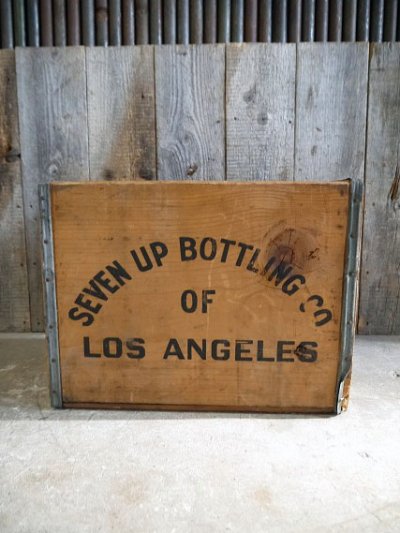 SEVEN UP BOTTLING CO
OF
LOS ANGELES